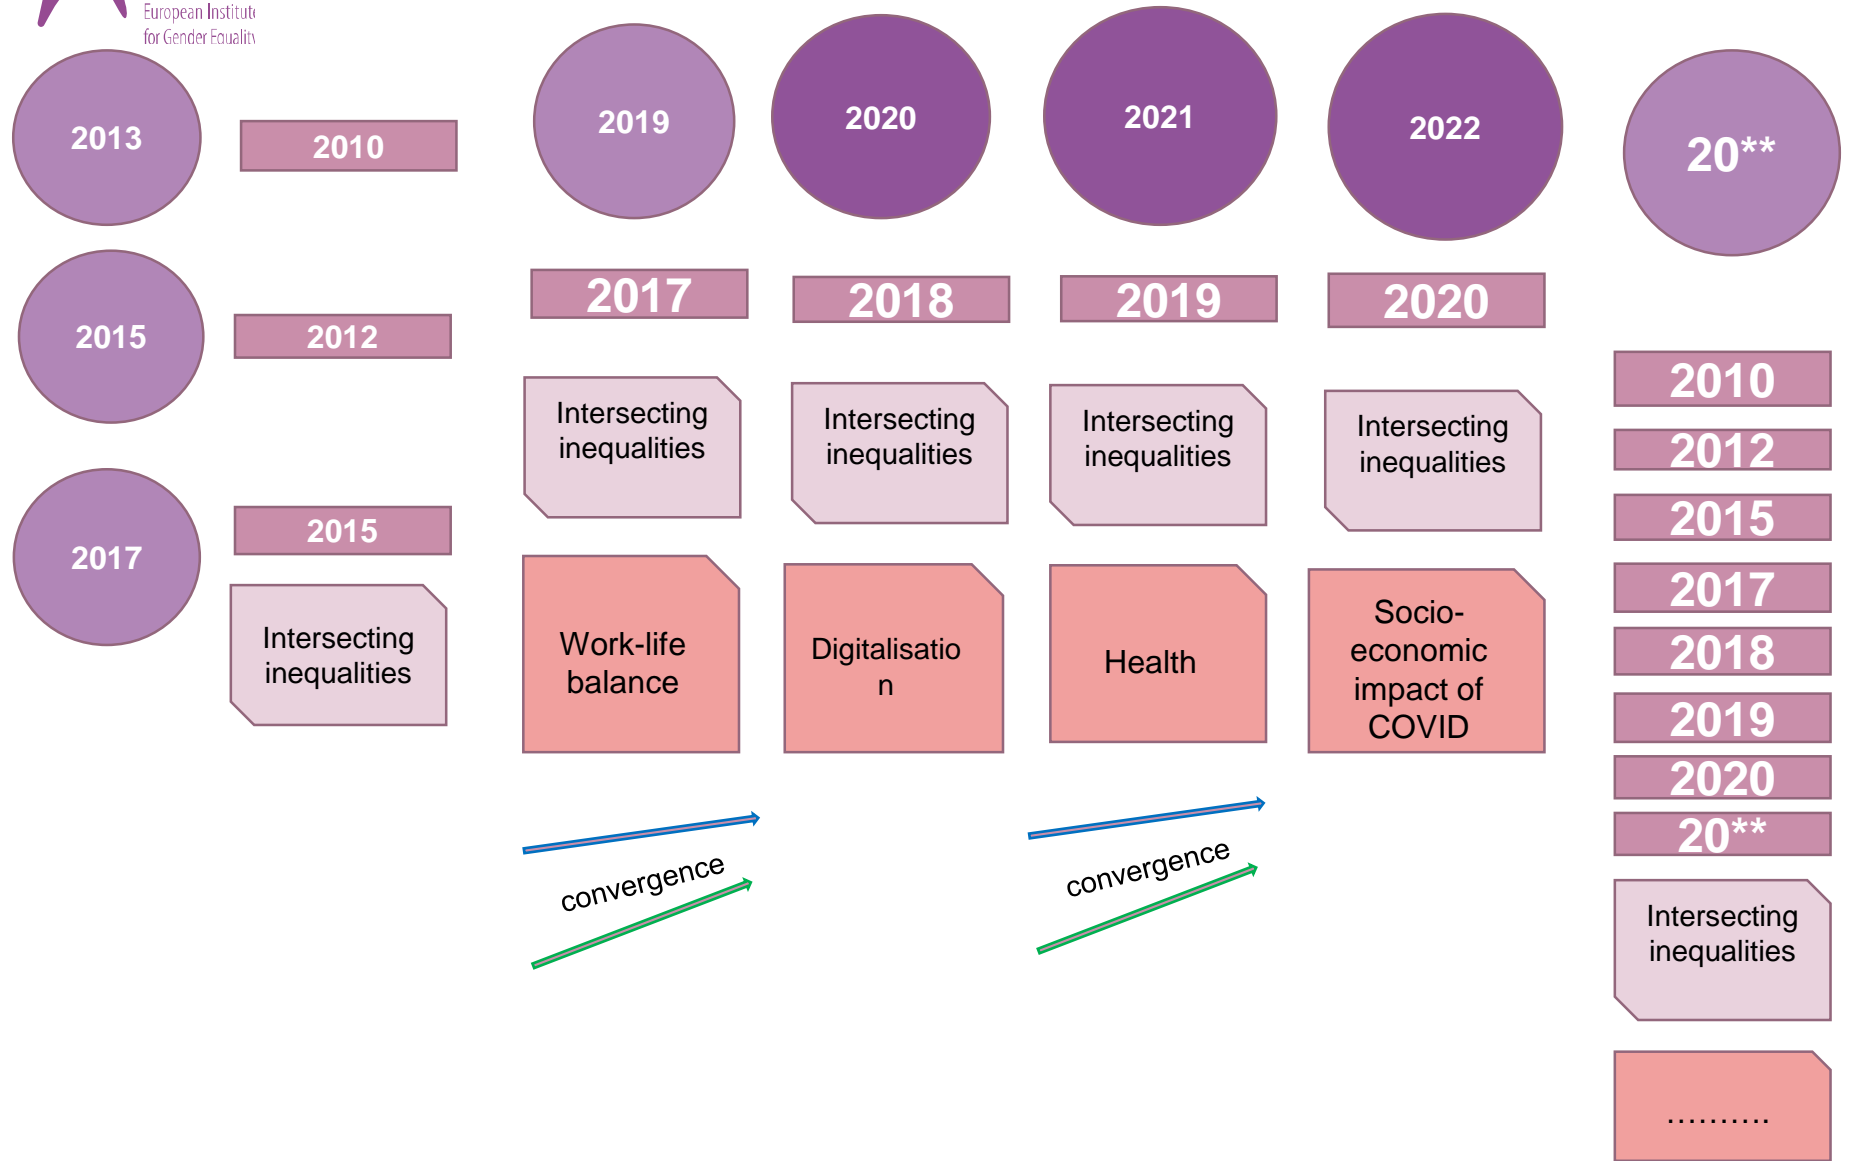 European Institute
for Gender Equality
2013
2010
2015
2012
2017
2015
Intersecting
inequalities
2019
2017
Intersecting
inequalities
Work-life
balance
convergence
2020
2018
Intersecting
inequalities
Digitalisatio
n
2021
2019
Intersecting
inequalities
Health
convergence
2022
2020
Intersecting
inequalities
Socio-
economic
impact of
COVID
20**
2010
2012
2015
2017
2018
2019
2020
20**
Intersecting
inequalities
……….